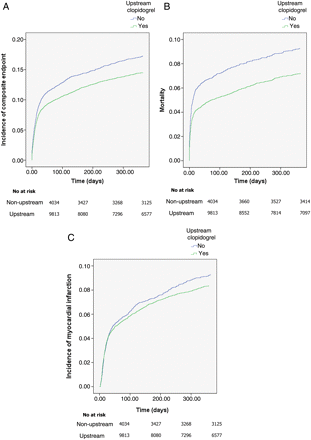 A
Upstream
clopidogrel
No
Yes
0.20
0.15
0.10
0.05
0.00
Incidence of composite endpoint
0.00
100.00
200.00
300.00
Time (days)
No at risk
Non-upstream 4034 3427 3268 3125
Upstream 9813 8080 7296 6577
B
Upstream
clopidogrel
No
Yes
0.10
0.08
0.06
0.04
0.02
0.00
Mortality
0.00
100.00
200.00
300.00
Time (days)
No at risk
Non-upstream 4034 3660 3527 3414
Upstream 9813 8552 7814 7097
C
Upstream
clopidogrel
No
Yes
0.10
0.08
0.06
0.04
0.02
0.00
Incidence of myocardial infarction
0.00
100.00
200.00
300.00
Time (days)
No at risk
Non-upstream 4034 3427 3268 3125
Upstream 9813 8080 7296 6577